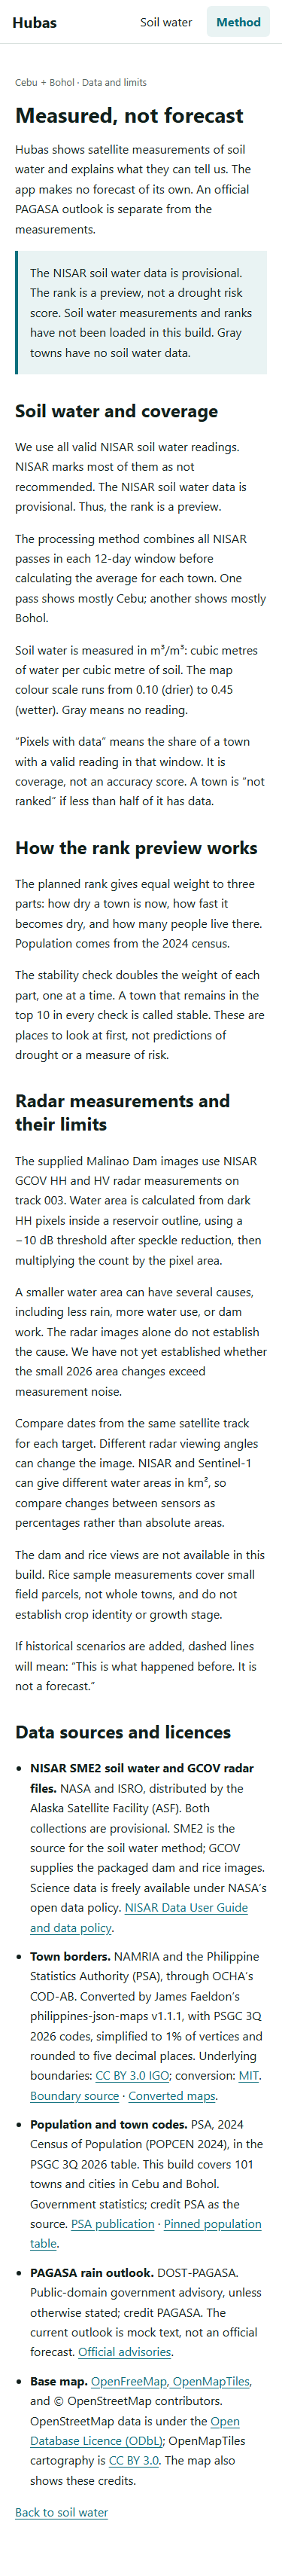 Hubas
Soil water
Method
Cebu + Bohol · Data and limits
Measured, not forecast
Hubas shows satellite measurements of soil
water and explains what they can tell us. The
app makes no forecast of its own. An official
PAGASA outlook is separate from the
measurements.
The NISAR soil water data is provisional.
The rank is a preview, not a drought risk
score. Soil water measurements and ranks
have not been loaded in this build. Gray
towns have no soil water data.
Soil water and coverage
We use all valid NISAR soil water readings.
NISAR marks most of them as not
recommended. The NISAR soil water data is
provisional. Thus, the rank is a preview.
The processing method combines all NISAR
passes in each 12-day window before
calculating the average for each town. One
pass shows mostly Cebu; another shows mostly
Bohol.
Soil water is measured in m³/m³: cubic metres
of water per cubic metre of soil. The map
colour scale runs from 0.10 (drier) to 0.45
(wetter). Gray means no reading.
“Pixels with data” means the share of a town
with a valid reading in that window. It is
coverage, not an accuracy score. A town is “not
ranked” if less than half of it has data.
How the rank preview works
The planned rank gives equal weight to three
parts: how dry a town is now, how fast it
becomes dry, and how many people live there.
Population comes from the 2024 census.
The stability check doubles the weight of each
part, one at a time. A town that remains in the
top 10 in every check is called stable. These are
places to look at first, not predictions of
drought or a measure of risk.
Radar measurements and
their limits
The supplied Malinao Dam images use NISAR
GCOV HH and HV radar measurements on
track 003. Water area is calculated from dark
HH pixels inside a reservoir outline, using a
−10 dB threshold after speckle reduction, then
multiplying the count by the pixel area.
A smaller water area can have several causes,
including less rain, more water use, or dam
work. The radar images alone do not establish
the cause. We have not yet established whether
the small 2026 area changes exceed
measurement noise.
Compare dates from the same satellite track
for each target. Different radar viewing angles
can change the image. NISAR and Sentinel-1
can give different water areas in km², so
compare changes between sensors as
percentages rather than absolute areas.
The dam and rice views are not available in this
build. Rice sample measurements cover small
field parcels, not whole towns, and do not
establish crop identity or growth stage.
If historical scenarios are added, dashed lines
will mean: “This is what happened before. It is
not a forecast.”
Data sources and licences
• NISAR SME2 soil water and GCOV radar
files. NASA and ISRO, distributed by the
Alaska Satellite Facility (ASF). Both
collections are provisional. SME2 is the
source for the soil water method; GCOV
supplies the packaged dam and rice images.
Science data is freely available under NASA’s
open data policy. NISAR Data User Guide
and data policy.
• Town borders. NAMRIA and the Philippine
Statistics Authority (PSA), through OCHA’s
COD-AB. Converted by James Faeldon’s
philippines-json-maps v1.1.1, with PSGC 3Q
2026 codes, simplified to 1% of vertices and
rounded to five decimal places. Underlying
boundaries: CC BY 3.0 IGO; conversion: MIT.
Boundary source · Converted maps.
• Population and town codes. PSA, 2024
Census of Population (POPCEN 2024), in the
PSGC 3Q 2026 table. This build covers 101
towns and cities in Cebu and Bohol.
Government statistics; credit PSA as the
source. PSA publication · Pinned population
table.
• PAGASA rain outlook. DOST-PAGASA.
Public-domain government advisory, unless
otherwise stated; credit PAGASA. The
current outlook is mock text, not an official
forecast. Official advisories.
• Base map. OpenFreeMap, OpenMapTiles,
and © OpenStreetMap contributors.
OpenStreetMap data is under the Open
Database Licence (ODbL); OpenMapTiles
cartography is CC BY 3.0. The map also
shows these credits.
Back to soil water